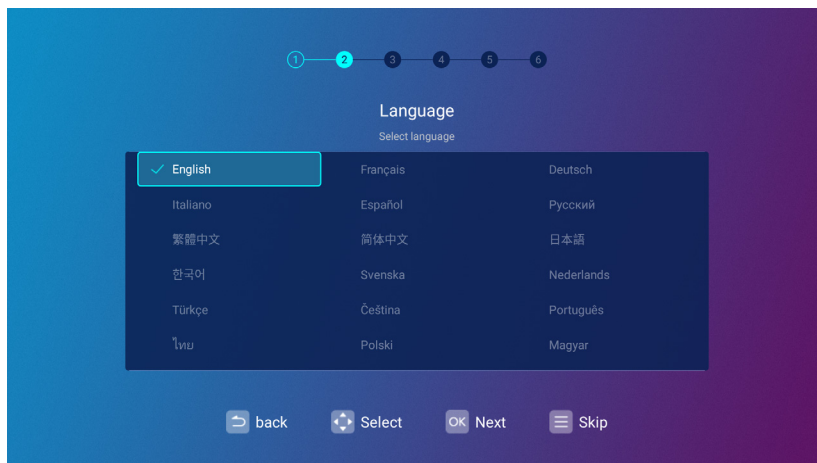 1 2 3 4 5 6
Language
Select language
English Français Deutsch
Italiano Español Русский
繁體中文 简体中文 日本語
한국어 Svenska Nederlands
Türkçe Čeština Português
ไทย Polski Magyar
back Select OK Next Skip